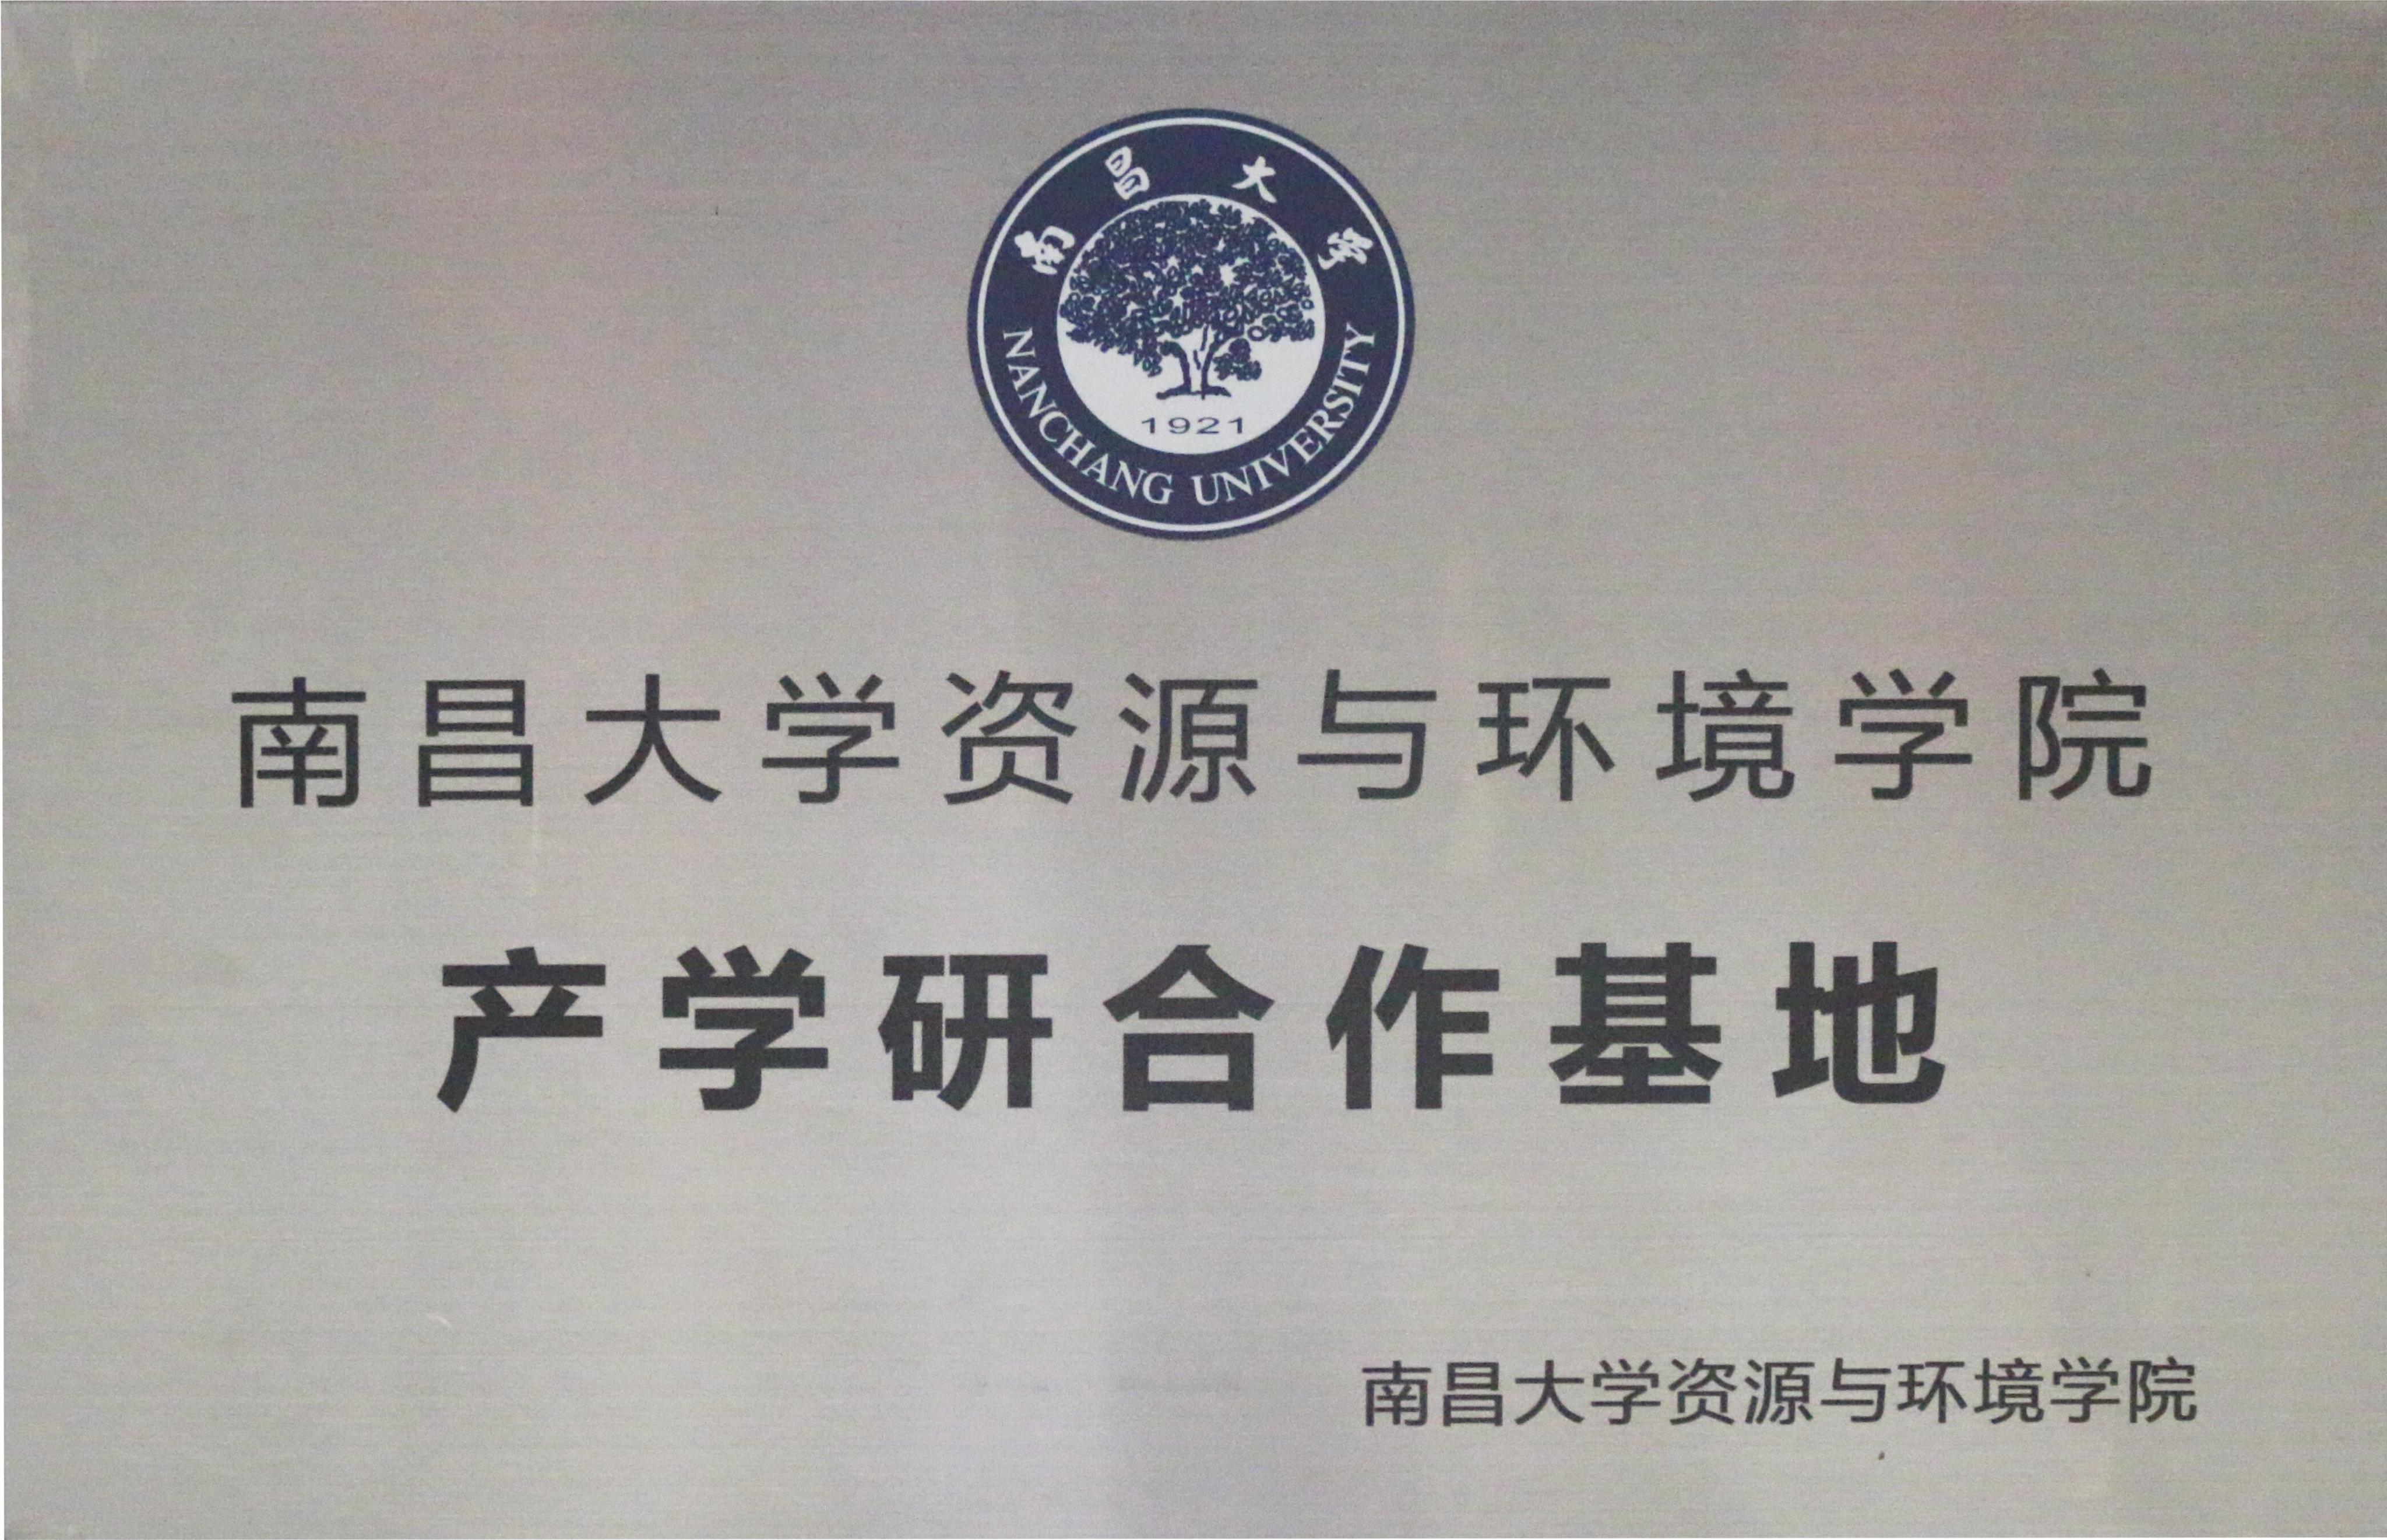 南昌大学
1921
NANCHANG UNIVERSITY
南昌大学资源与环境学院
产学研合作基地
南昌大学资源与环境学院